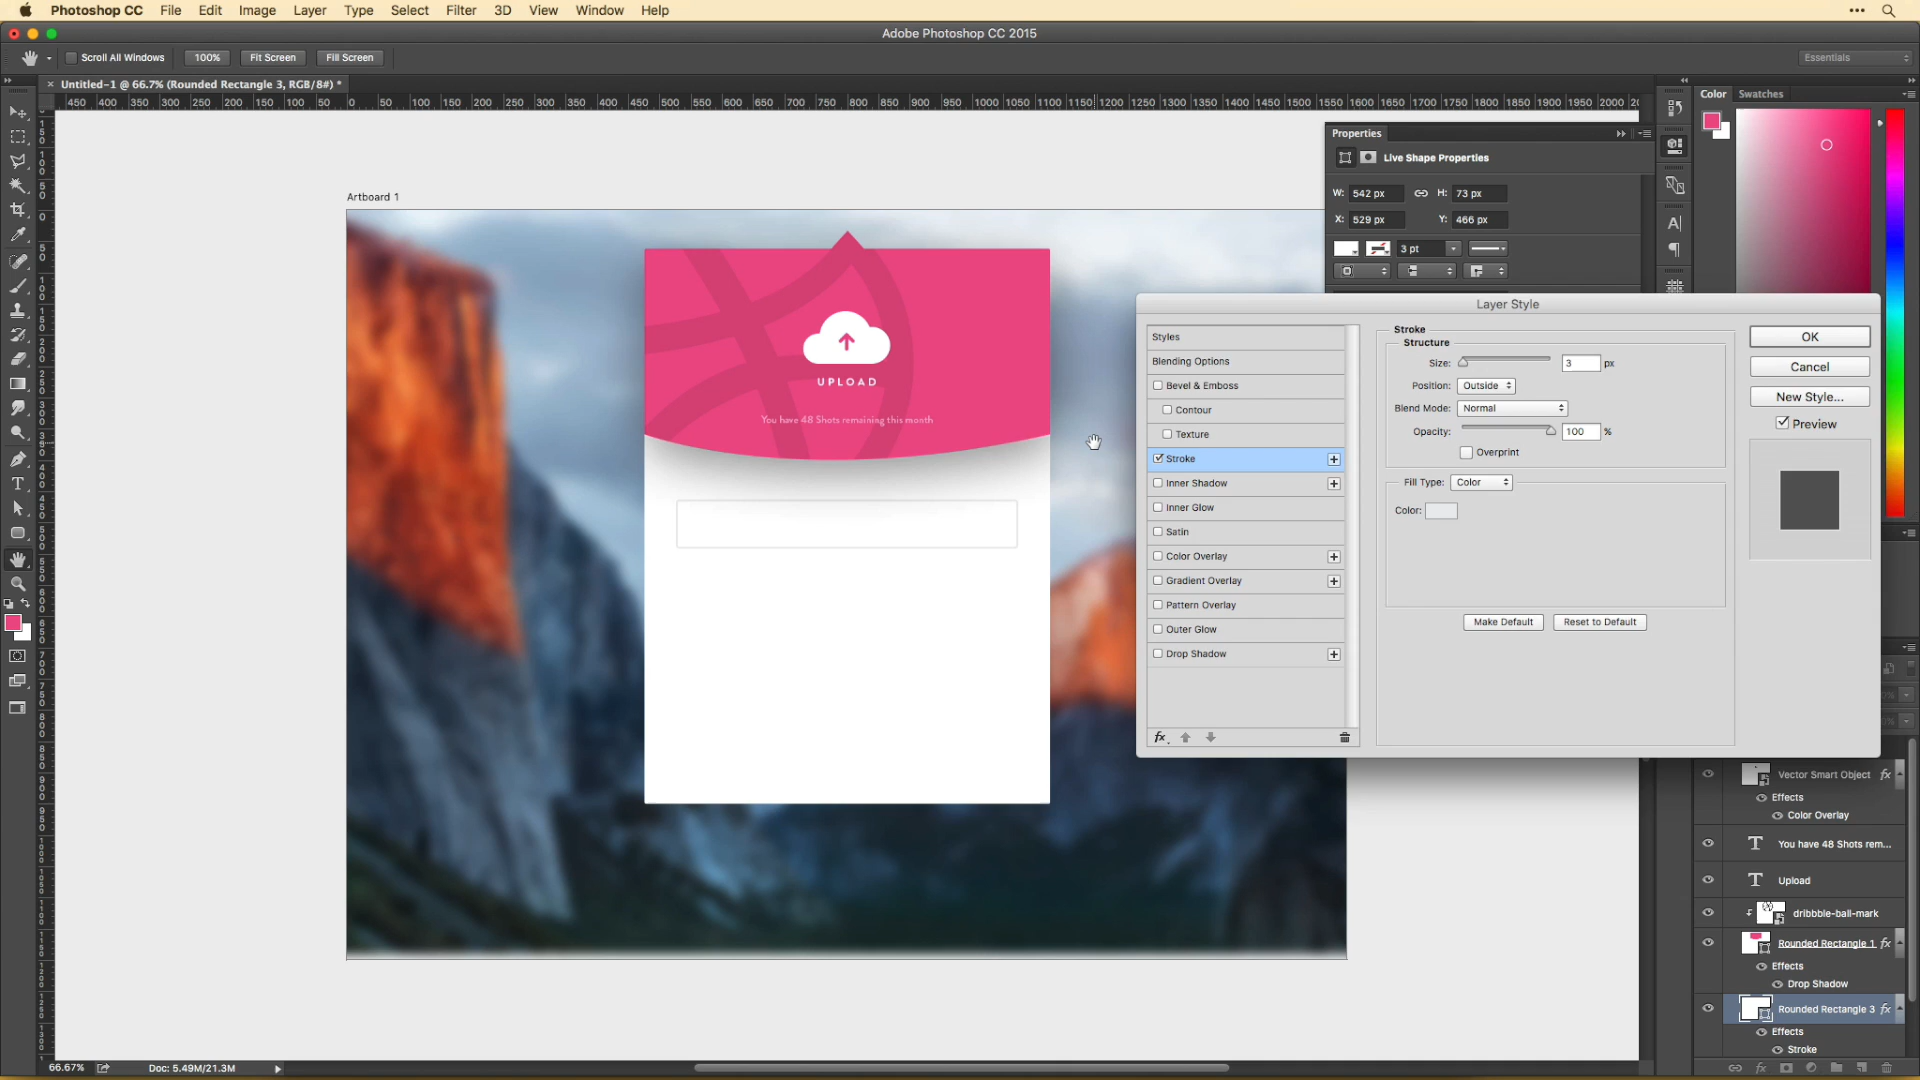 Photoshop CC File Edit Image Layer Type Select Filter 3D View Window Help
Adobe Photoshop CC 2015
Scroll All Windows 100% Fit Screen Fill Screen Essentials
× Untitled-1 @ 66.7% (Rounded Rectangle 3, RGB/8#) *
450 400 350 300 250 200 150 100 50 0 50 100 150 200 250 300 350 400 450 500 550 600 650 700 750 800 850 900 950 1000 1050 1100 1150 1200 1250 1300 1350 1400 1450 1500 1550 1600 1650 1700 1750 1800 1850 1900 1950 2000
Color Swatches
Properties
Live Shape Properties
W: 542 px H: 73 px
X: 529 px Y: 466 px
3 pt
Artboard 1
UPLOAD
You have 48 Shots remaining this month
Layer Style
Styles
Blending Options
Bevel & Emboss
Contour
Texture
Stroke
Inner Shadow
Inner Glow
Satin
Color Overlay
Gradient Overlay
Pattern Overlay
Outer Glow
Drop Shadow
fx
Stroke
Structure
Size: 3 px
Position: Outside
Blend Mode: Normal
Opacity: 100 %
Overprint
Fill Type: Color
Color:
Make Default Reset to Default
OK
Cancel
New Style...
Preview
Vector Smart Object fx
Effects
Color Overlay
T You have 48 Shots rem...
T Upload
dribbble-ball-mark
Rounded Rectangle 1 fx
Effects
Drop Shadow
Rounded Rectangle 3 fx
Effects
Stroke
66.67% Doc: 5.49M/21.3M
fx